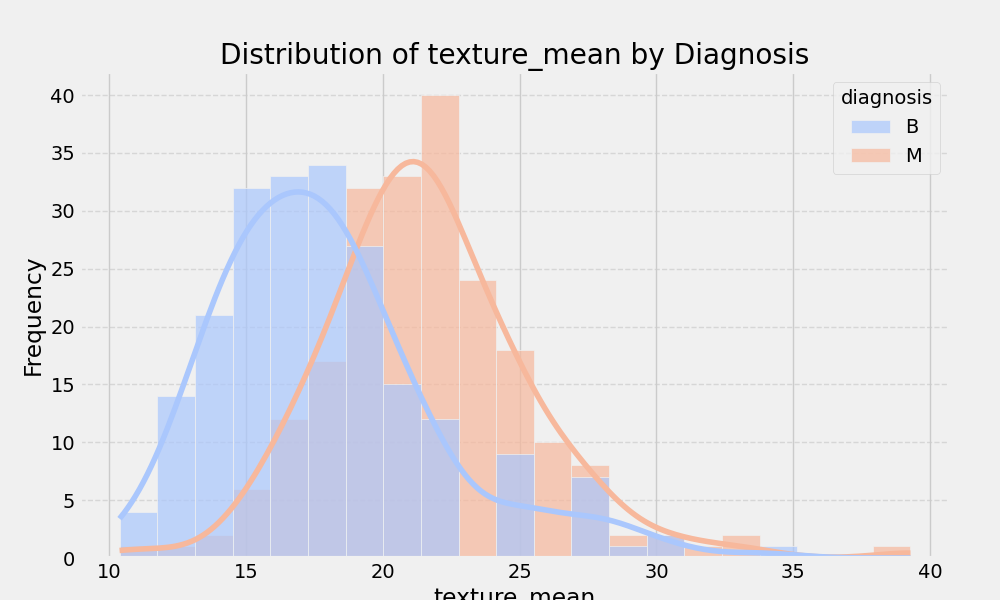 Distribution of texture_mean by Diagnosis
diagnosis
B
M
40
35
30
25
20
15
10
5
0
Frequency
10 15 20 25 30 35 40
texture_mean